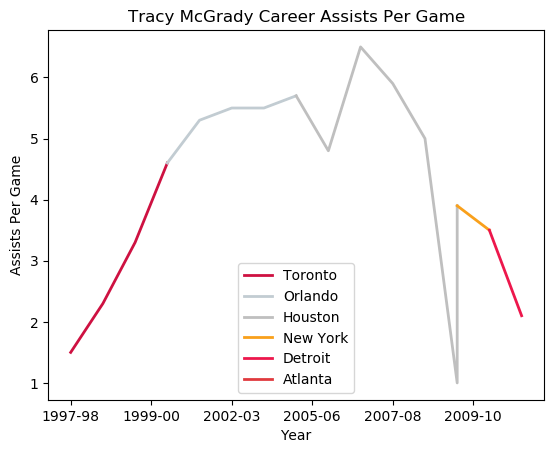 Tracy McGrady Career Assists Per Game
Assists Per Game
6
5
4
3
2
1
Toronto
Orlando
Houston
New York
Detroit
Atlanta
1997-98 1999-00 2002-03 2005-06 2007-08 2009-10
Year